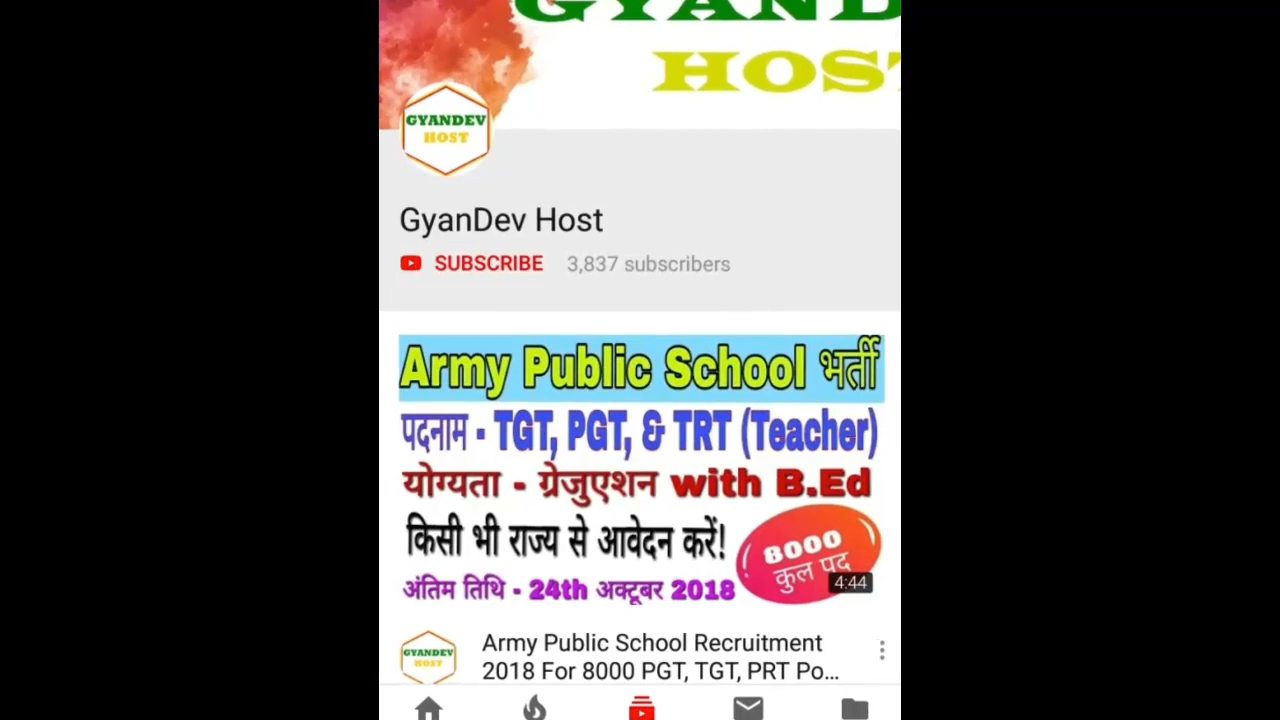 GYAND
HOST
GYANDEV
HOST
GyanDev Host
SUBSCRIBE 3,837 subscribers
Army Public School भर्ती
पदनाम - TGT, PGT, & TRT (Teacher)
योग्यता - ग्रेजुएशन with B.Ed
किसी भी राज्य से आवेदन करें!
8000
कुल पद
अंतिम तिथि - 24th अक्टूबर 2018
4:44
GYANDEV
HOST
Army Public School Recruitment
2018 For 8000 PGT, TGT, PRT Po...